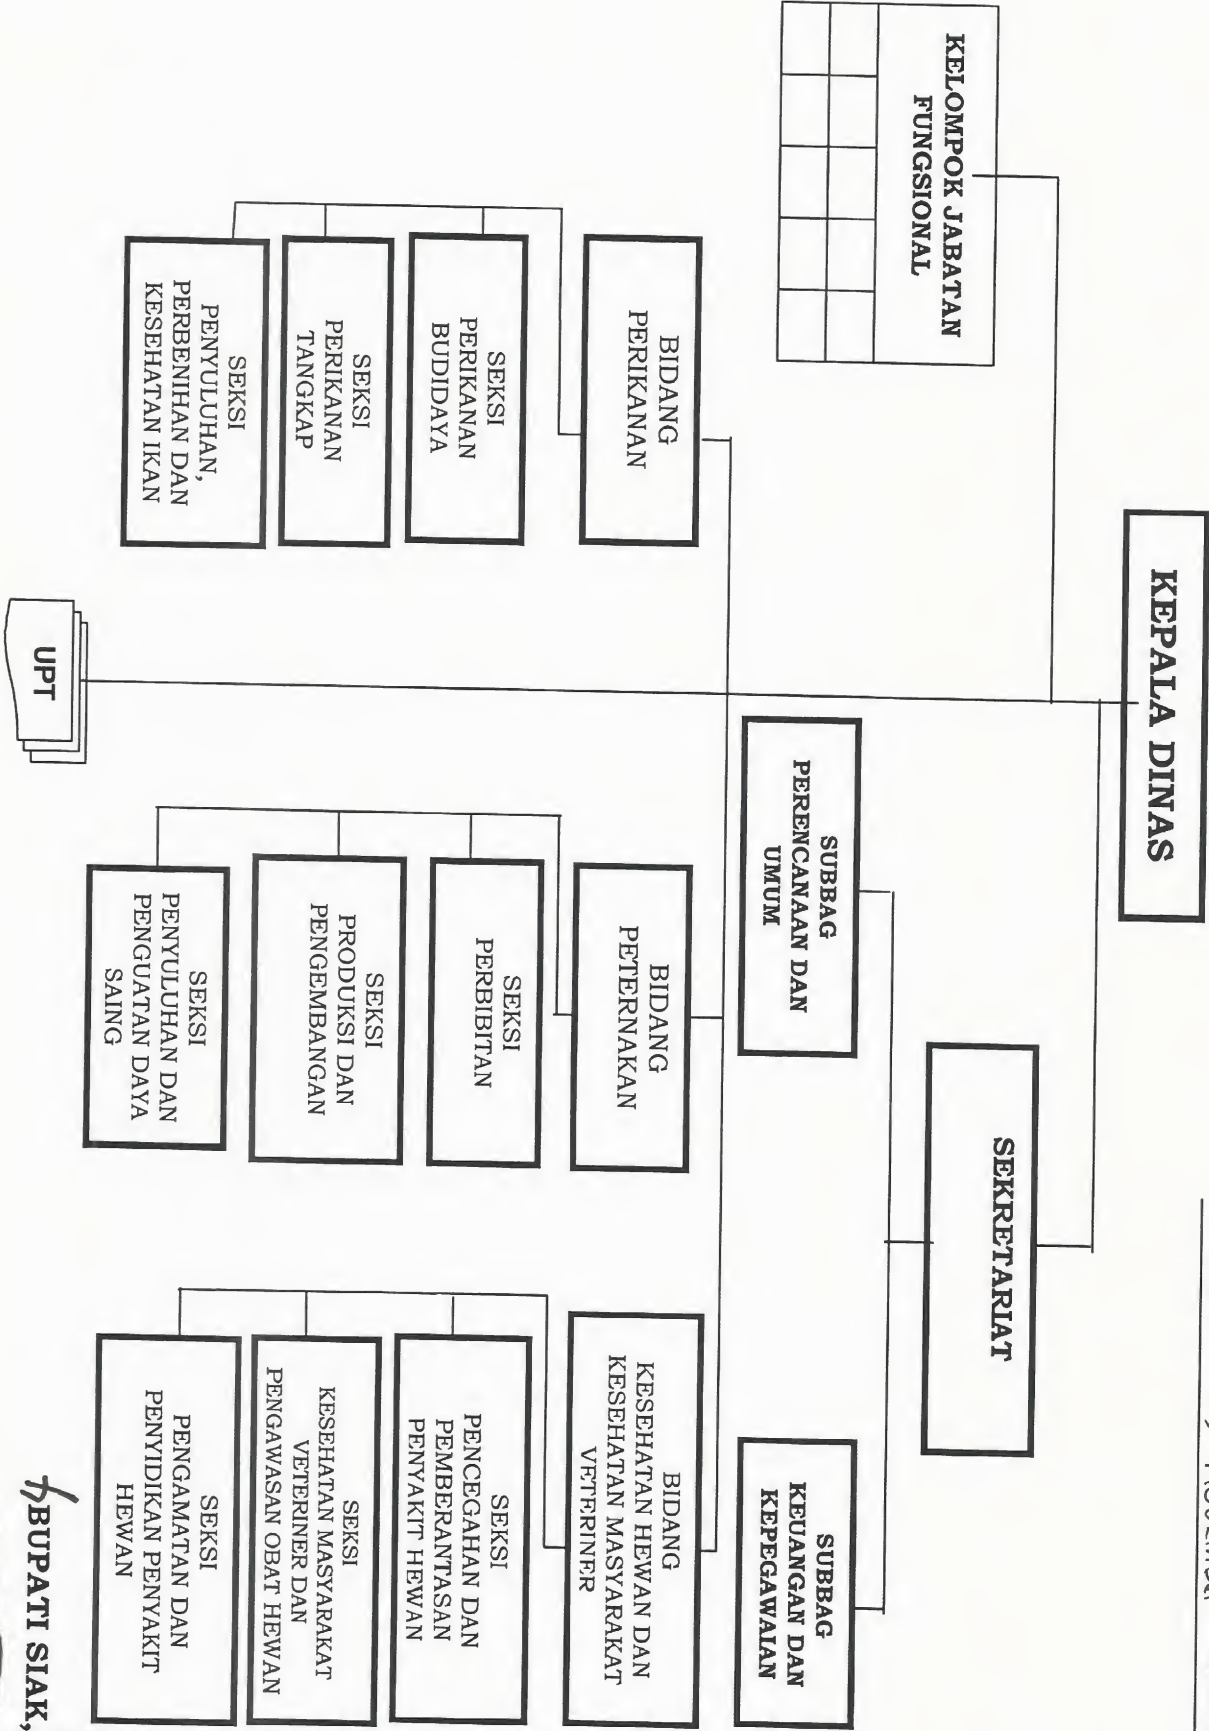 KEPALA DINAS
KELOMPOK JABATAN
FUNGSIONAL
SEKRETARIAT
SUBBAG
PERENCANAAN DAN
UMUM
SUBBAG
KEUANGAN DAN
KEPEGAWAIAN
BIDANG
PERIKANAN
SEKSI
PERIKANAN
BUDIDAYA
SEKSI
PERIKANAN
TANGKAP
SEKSI
PENYULUHAN,
PERBENIHAN DAN
KESEHATAN IKAN
BIDANG
PETERNAKAN
SEKSI
PERBIBITAN
SEKSI
PRODUKSI DAN
PENGEMBANGAN
SEKSI
PENYULUHAN DAN
PENGUATAN DAYA
SAING
BIDANG
KESEHATAN HEWAN DAN
KESEHATAN MASYARAKAT
VETERINER
SEKSI
PENCEGAHAN DAN
PEMBERANTASAN
PENYAKIT HEWAN
SEKSI
KESEHATAN MASYARAKAT
VETERINER DAN
PENGAWASAN OBAT HEWAN
SEKSI
PENGAMATAN DAN
PENYIDIKAN PENYAKIT
HEWAN
UPT
BUPATI SIAK,